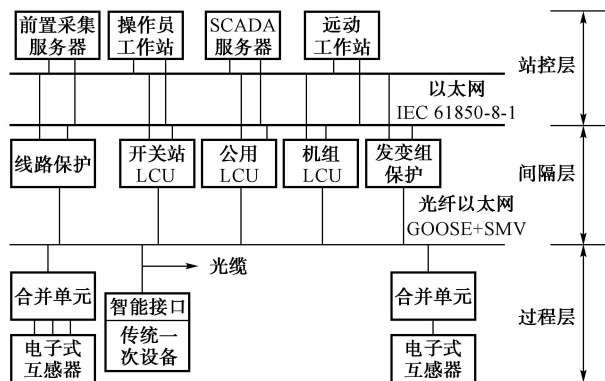 前置采集
服务器
操作员
工作站
SCADA
服务器
远动
工作站
站控层
以太网
IEC 61850-8-1
线路保护
开关站
LCU
公用
LCU
机组
LCU
发变组
保护
间隔层
光纤以太网
GOOSE+SMV
光缆
合并单元
智能接口
合并单元
过程层
传统一
次设备
电子式
互感器
电子式
互感器